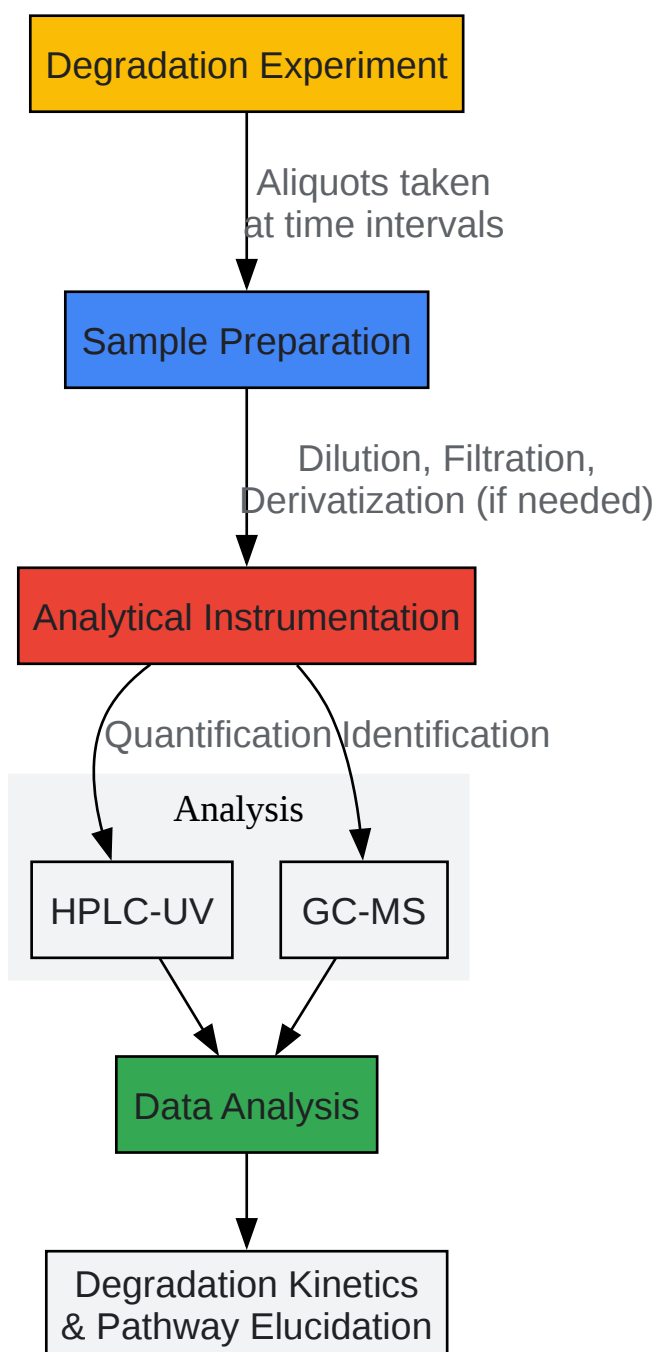 Degradation Experiment
Aliquots taken
at time intervals
Sample Preparation
Dilution, Filtration,
Derivatization (if needed)
Analytical Instrumentation
Quantification
Identification
Analysis
HPLC-UV
GC-MS
Data Analysis
Degradation Kinetics
& Pathway Elucidation